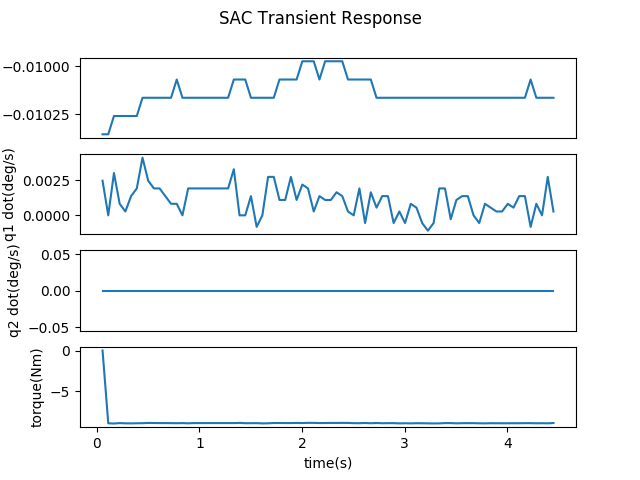 SAC Transient Response
−0.01000
−0.01025
q1 dot(deg/s)
0.0025
0.0000
q2 dot(deg/s)
0.05
0.00
−0.05
torque(Nm)
0
−5
0 1 2 3 4
time(s)